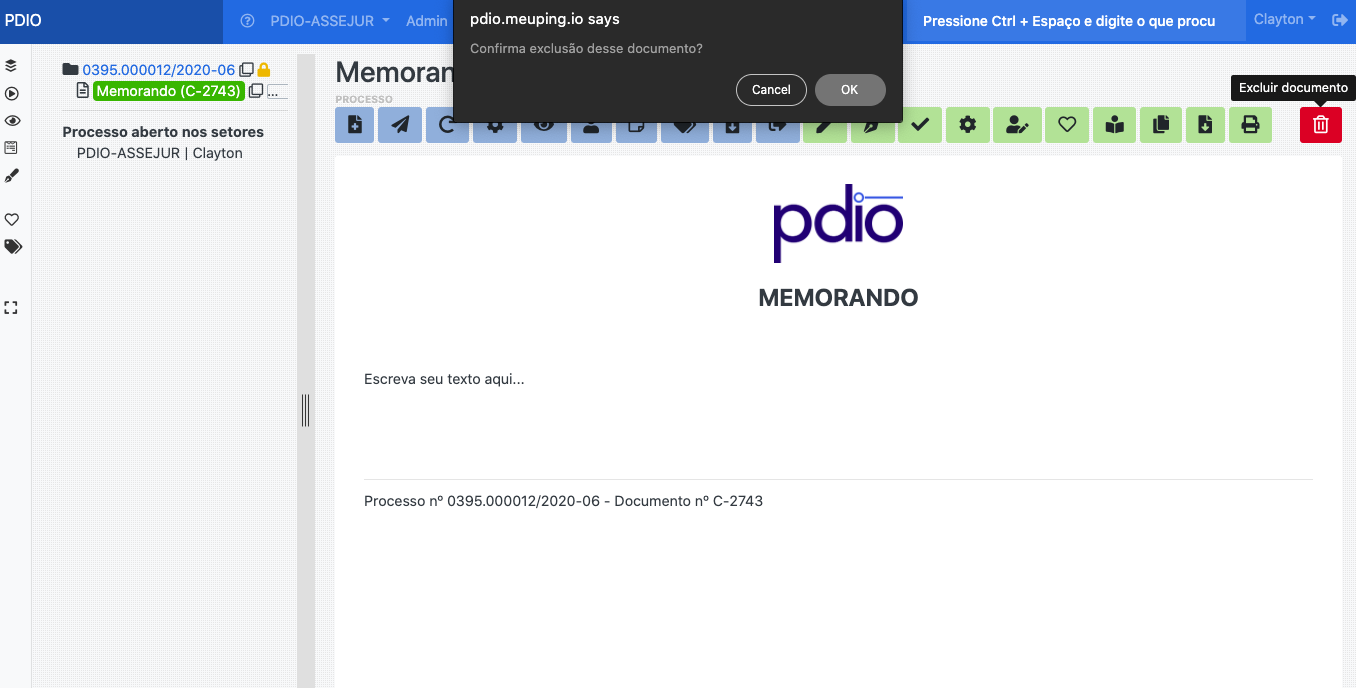 PDIO
PDIO-ASSEJUR
Admin
pdio.meuping.io says
Confirma exclusão desse documento?
Cancel
OK
Pressione Ctrl + Espaço e digite o que procu
Clayton
0395.000012/2020-06
Memorando (C-2743)
...
Processo aberto nos setores
PDIO-ASSEJUR | Clayton
Memoran
PROCESSO
Excluir documento
pdio
MEMORANDO
Escreva seu texto aqui...
Processo nº 0395.000012/2020-06 - Documento nº C-2743